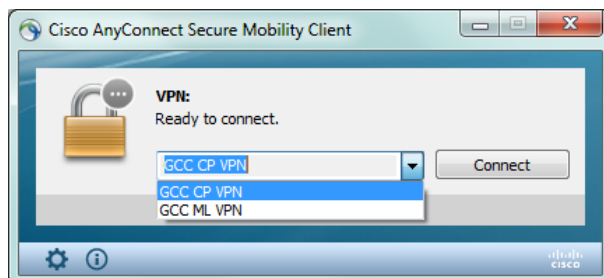 Cisco AnyConnect Secure Mobility Client
VPN:
Ready to connect.
GCC CP VPN
Connect
GCC CP VPN
GCC ML VPN
CISCO